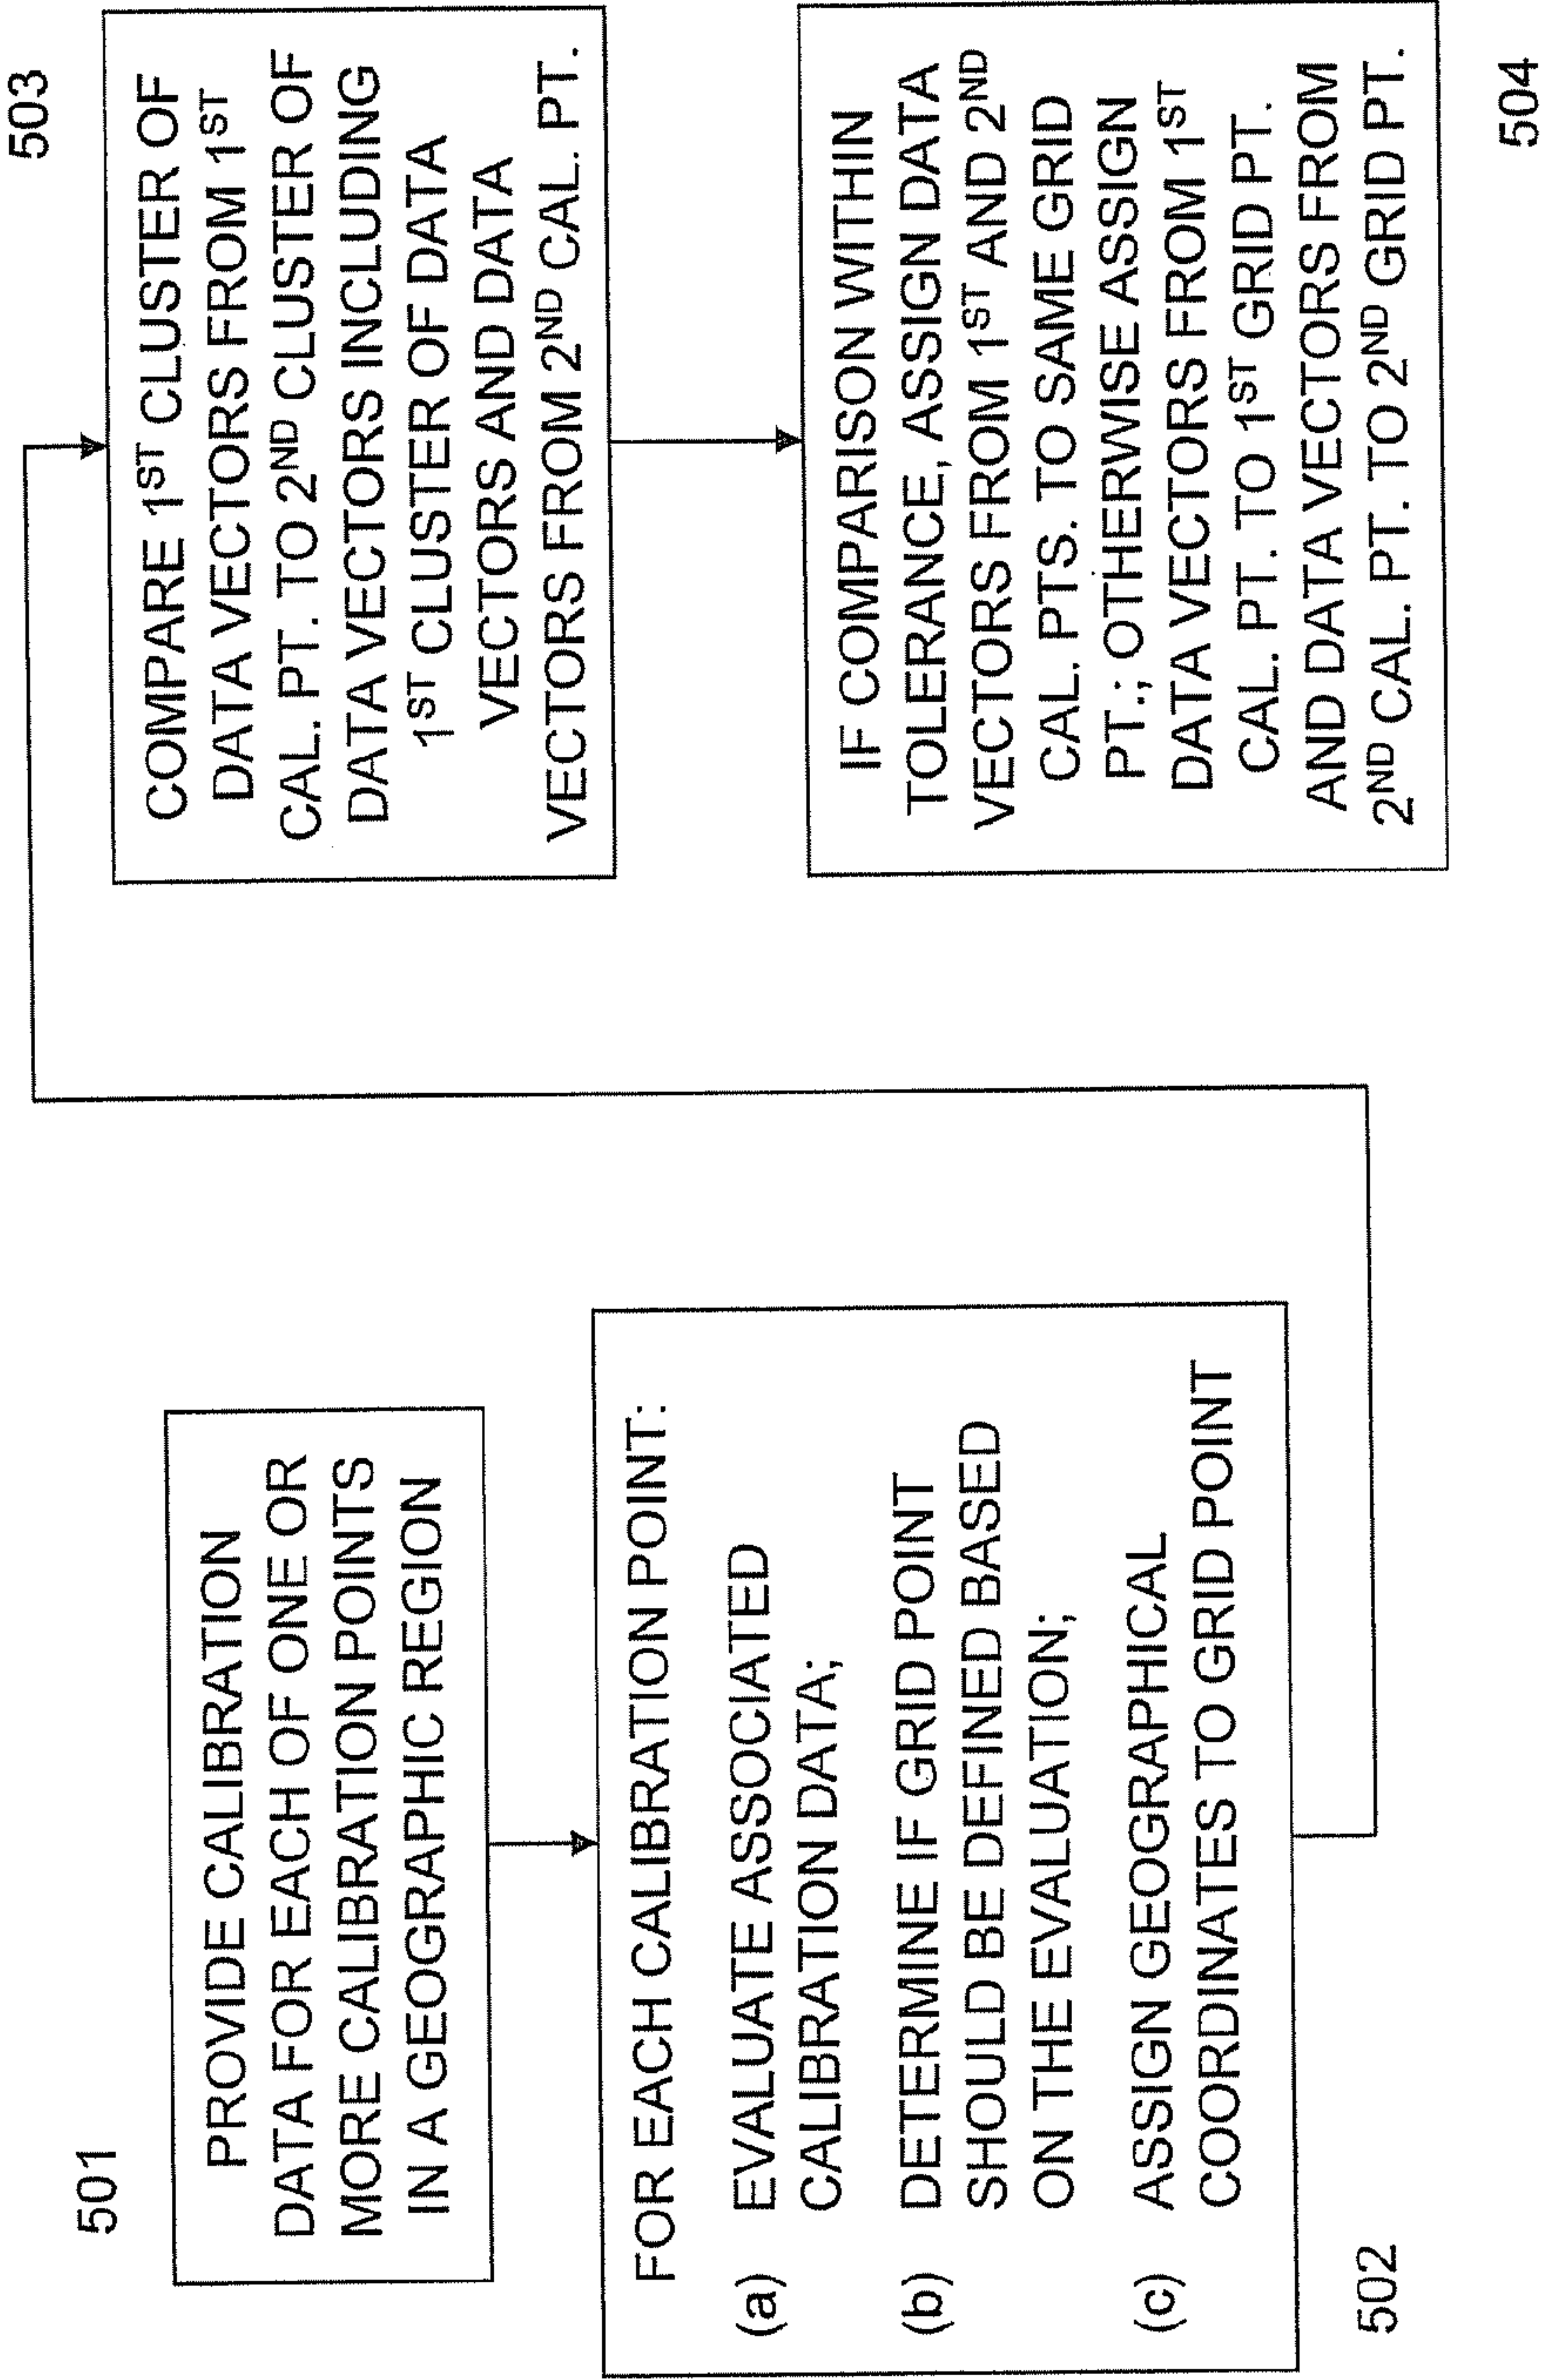 501
PROVIDE CALIBRATION
DATA FOR EACH OF ONE OR
MORE CALIBRATION POINTS
IN A GEOGRAPHIC REGION
FOR EACH CALIBRATION POINT:
(a) EVALUATE ASSOCIATED
CALIBRATION DATA;
(b) DETERMINE IF GRID POINT
SHOULD BE DEFINED BASED
ON THE EVALUATION;
(c) ASSIGN GEOGRAPHICAL
COORDINATES TO GRID POINT
502
503
COMPARE 1ST CLUSTER OF
DATA VECTORS FROM 1ST
CAL. PT. TO 2ND CLUSTER OF
DATA VECTORS INCLUDING
1ST CLUSTER OF DATA
VECTORS AND DATA
VECTORS FROM 2ND CAL. PT.
IF COMPARISON WITHIN
TOLERANCE, ASSIGN DATA
VECTORS FROM 1ST AND 2ND
CAL. PTS. TO SAME GRID
PT.; OTHERWISE ASSIGN
DATA VECTORS FROM 1ST
CAL. PT. TO 1ST GRID PT.
AND DATA VECTORS FROM
2ND CAL. PT. TO 2ND GRID PT.
504